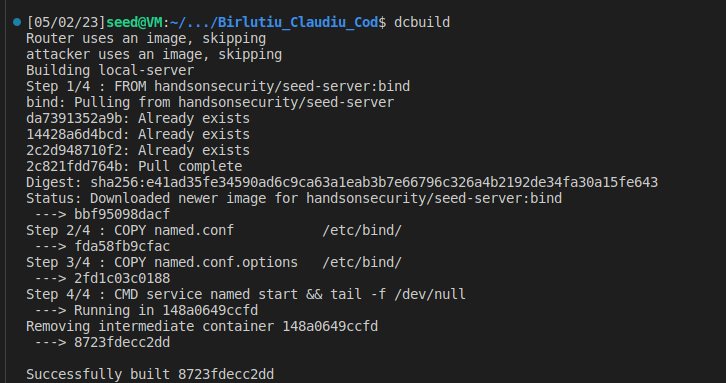 [05/02/23]seed@VM:~/.../Birlutiu_Claudiu_Cod$ dcbuild
Router uses an image, skipping
attacker uses an image, skipping
Building local-server
Step 1/4 : FROM handsonsecurity/seed-server:bind
bind: Pulling from handsonsecurity/seed-server
da7391352a9b: Already exists
14428a6d4bcd: Already exists
2c2d948710f2: Already exists
2c821fdd764b: Pull complete
Digest: sha256:e41ad35fe34590ad6c9ca63a1eab3b7e66796c326a4b2192de34fa30a15fe643
Status: Downloaded newer image for handsonsecurity/seed-server:bind
 ---> bbf95098dacf
Step 2/4 : COPY named.conf           /etc/bind/
 ---> fda58fb9cfac
Step 3/4 : COPY named.conf.options   /etc/bind/
 ---> 2fd1c03c0188
Step 4/4 : CMD service named start && tail -f /dev/null
 ---> Running in 148a0649ccfd
Removing intermediate container 148a0649ccfd
 ---> 8723fdecc2dd

Successfully built 8723fdecc2dd